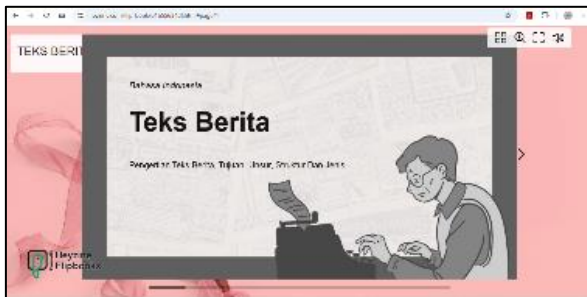 TEKS BERIT
Bahasa Indonesia
Teks Berita
Pengertian Teks Berita, Tujuan, Unsur, Struktur Dan Jenis
Heyzine
Flipbooks